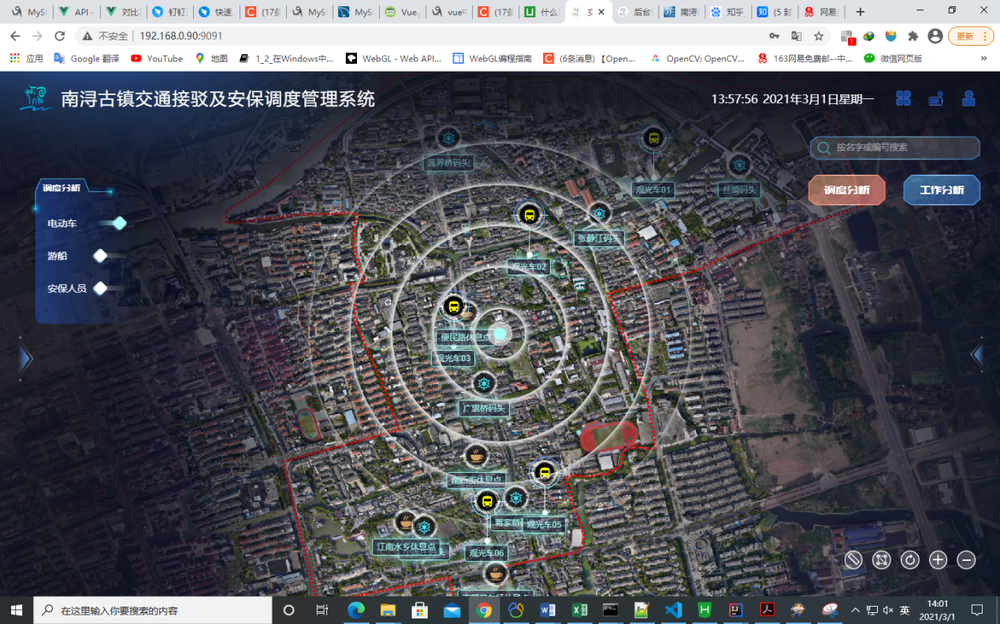 MyS
API -
对比
钉钉
快速
(17
MyS
MyS
Vue.
vue
(17
什么
后台
南浔
知乎
(5 封
网易
不安全 | 192.168.0.90:9091
更新
应用
Google 翻译
YouTube
地图
1_2_在Windows中...
WebGL - Web API...
WebGL编程指南
(6条消息) 【Open...
OpenCV: OpenCV...
163网易免费邮--中...
微信网页版
南浔古镇交通接驳及安保调度管理系统
13:57:56 2021年3月1日星期一
按名字或编号搜索
调度分析
工作分析
调度分析
电动车
游船
安保人员
莲界桥码头
观光车01
丝绸码头
张静江码头
观光车02
便民路休息点
观光车03
广惠桥码头
南西街休息点
蒋家桥
观光车05
江南水乡休息点
头
观光车06
在这里输入你要搜索的内容
英
14:01
2021/3/1